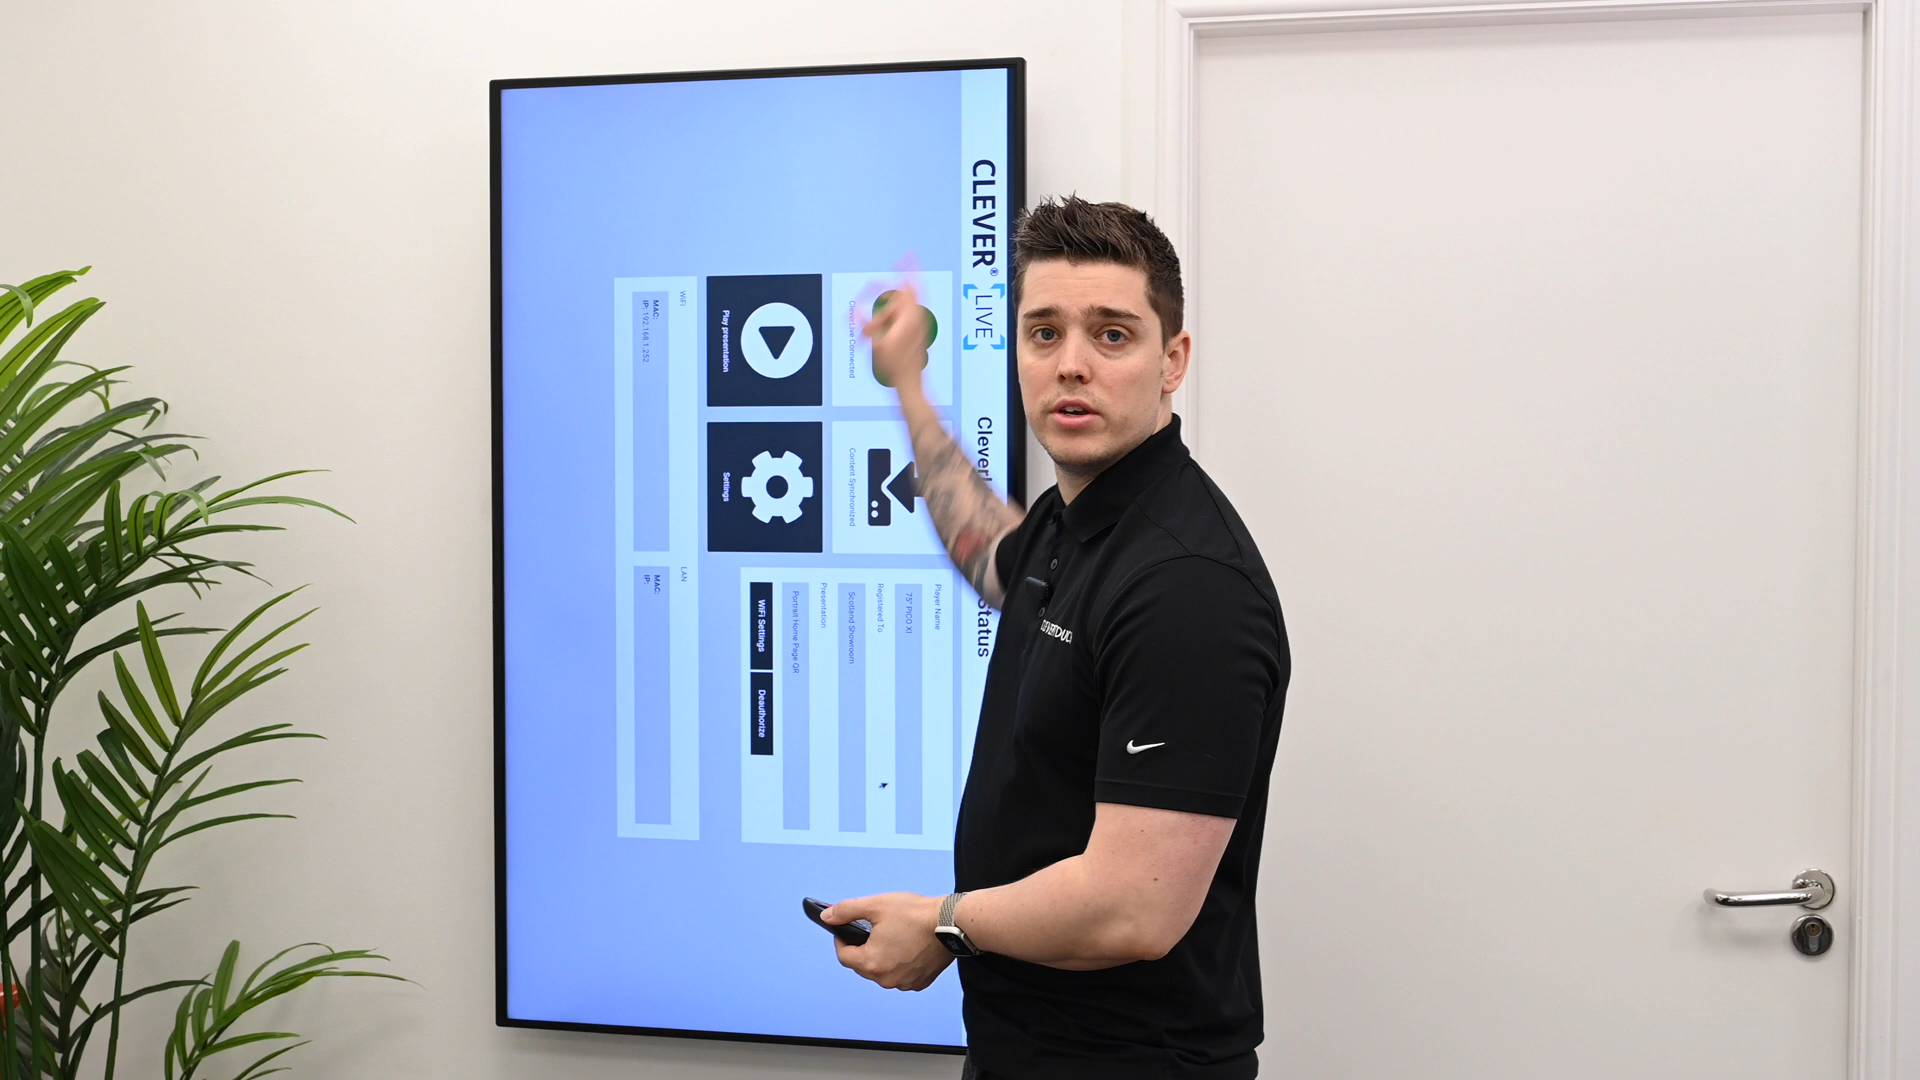 CLEVER® LIVE
Status
CleverLive Connected
Content Synchronized
Play presentation
Settings
Player Name
75" PICO XI
Registered To
Scotland Showroom
Presentation
Portrait Home Page QR
WiFi Settings
Deauthorize
WiFi
MAC:
IP: 192.168.1.252
LAN
MAC:
IP: